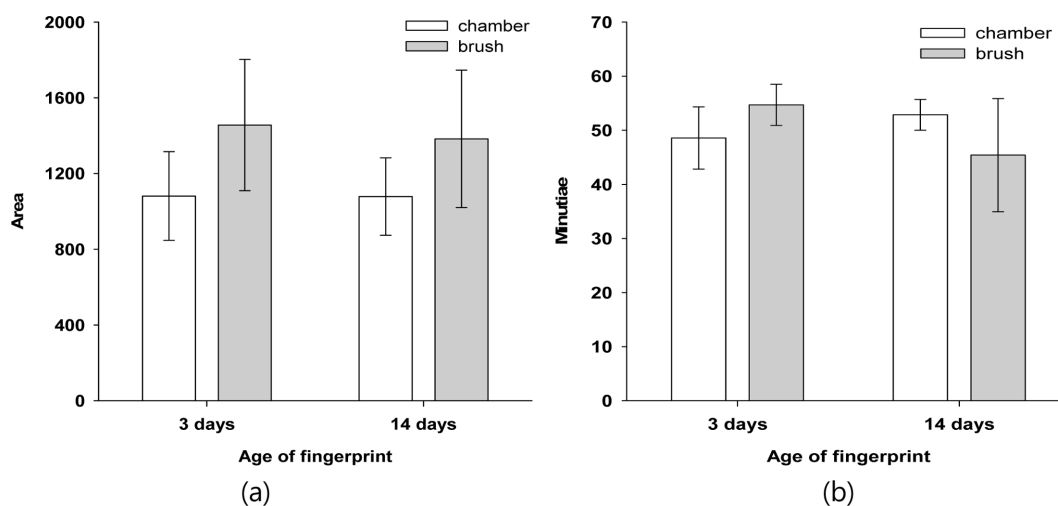 2000
1600
1200
800
400
0
Area
chamber
brush
3 days
14 days
Age of fingerprint
(a)
70
60
50
40
30
20
10
0
Minutiae
chamber
brush
3 days
14 days
Age of fingerprint
(b)